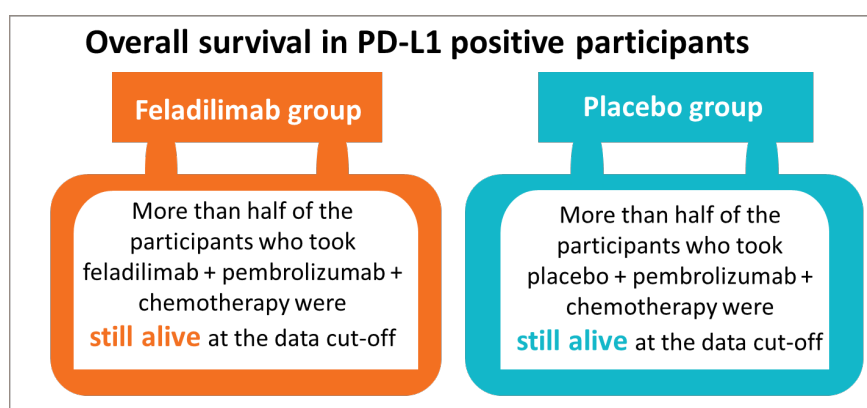 Overall survival in PD-L1 positive participants
Feladilimab group
More than half of the
participants who took
feladilimab + pembrolizumab +
chemotherapy were
still alive at the data cut-off
Placebo group
More than half of the
participants who took
placebo + pembrolizumab +
chemotherapy were
still alive at the data cut-off